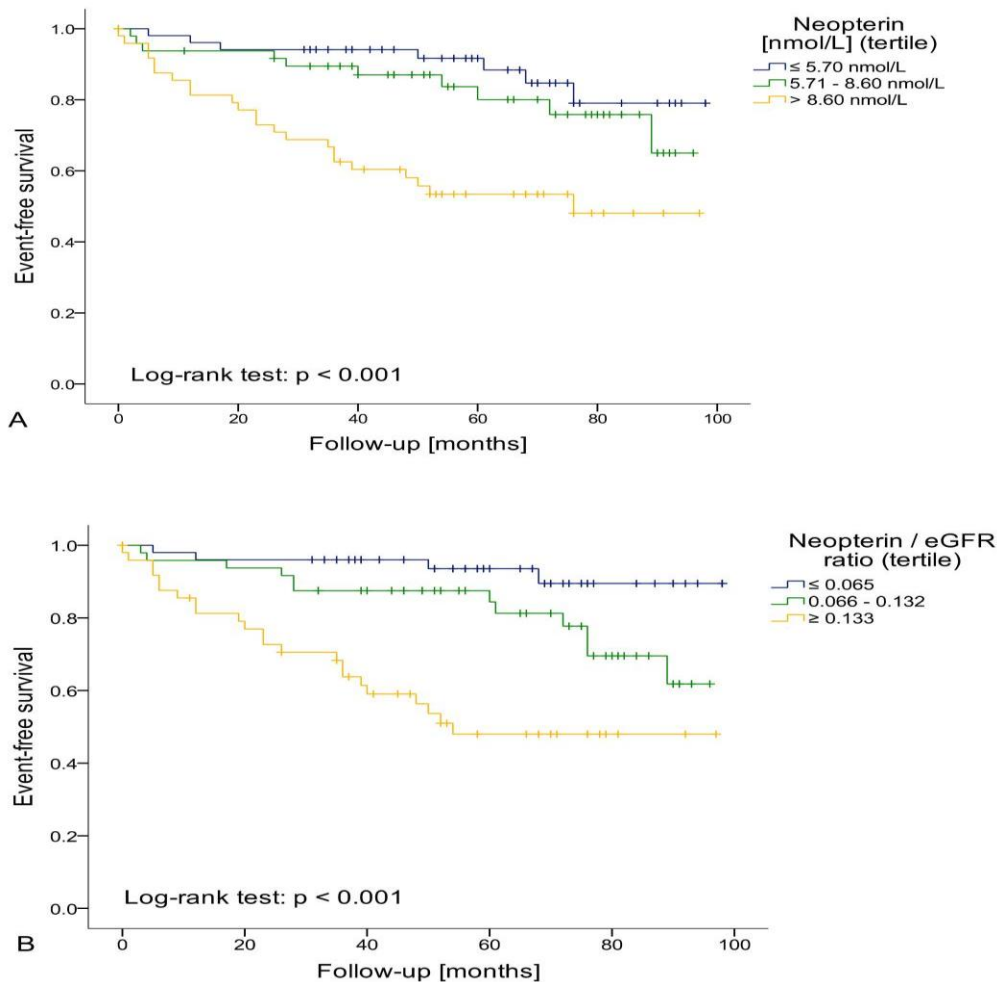 Neopterin
[nmol/L] (tertile)
≤ 5.70 nmol/L
5.71 - 8.60 nmol/L
> 8.60 nmol/L
Event-free survival
1.0
0.8
0.6
0.4
0.2
0.0
Log-rank test: p < 0.001
0 20 40 60 80 100
Follow-up [months]
A
Neopterin / eGFR
ratio (tertile)
≤ 0.065
0.066 - 0.132
≥ 0.133
Event-free survival
1.0
0.8
0.6
0.4
0.2
0.0
Log-rank test: p < 0.001
0 20 40 60 80 100
Follow-up [months]
B